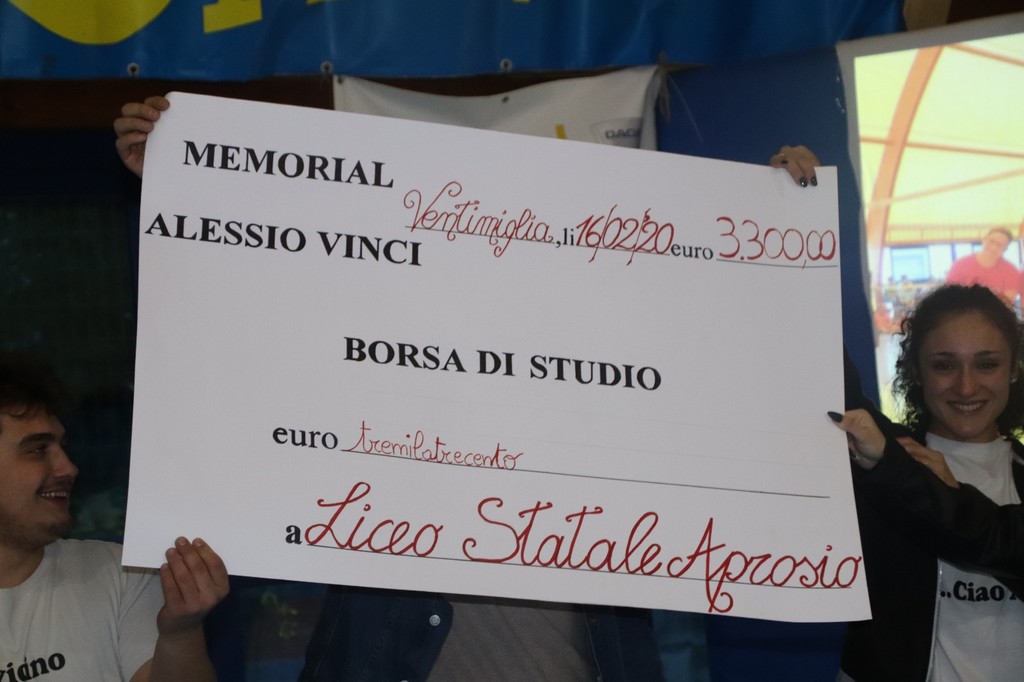 MEMORIAL
ALESSIO VINCI
Ventimiglia, li 16/02/20 euro 3.300,00
BORSA DI STUDIO
euro tremilatrecento
a Liceo Statale Aprosio
..Ciao